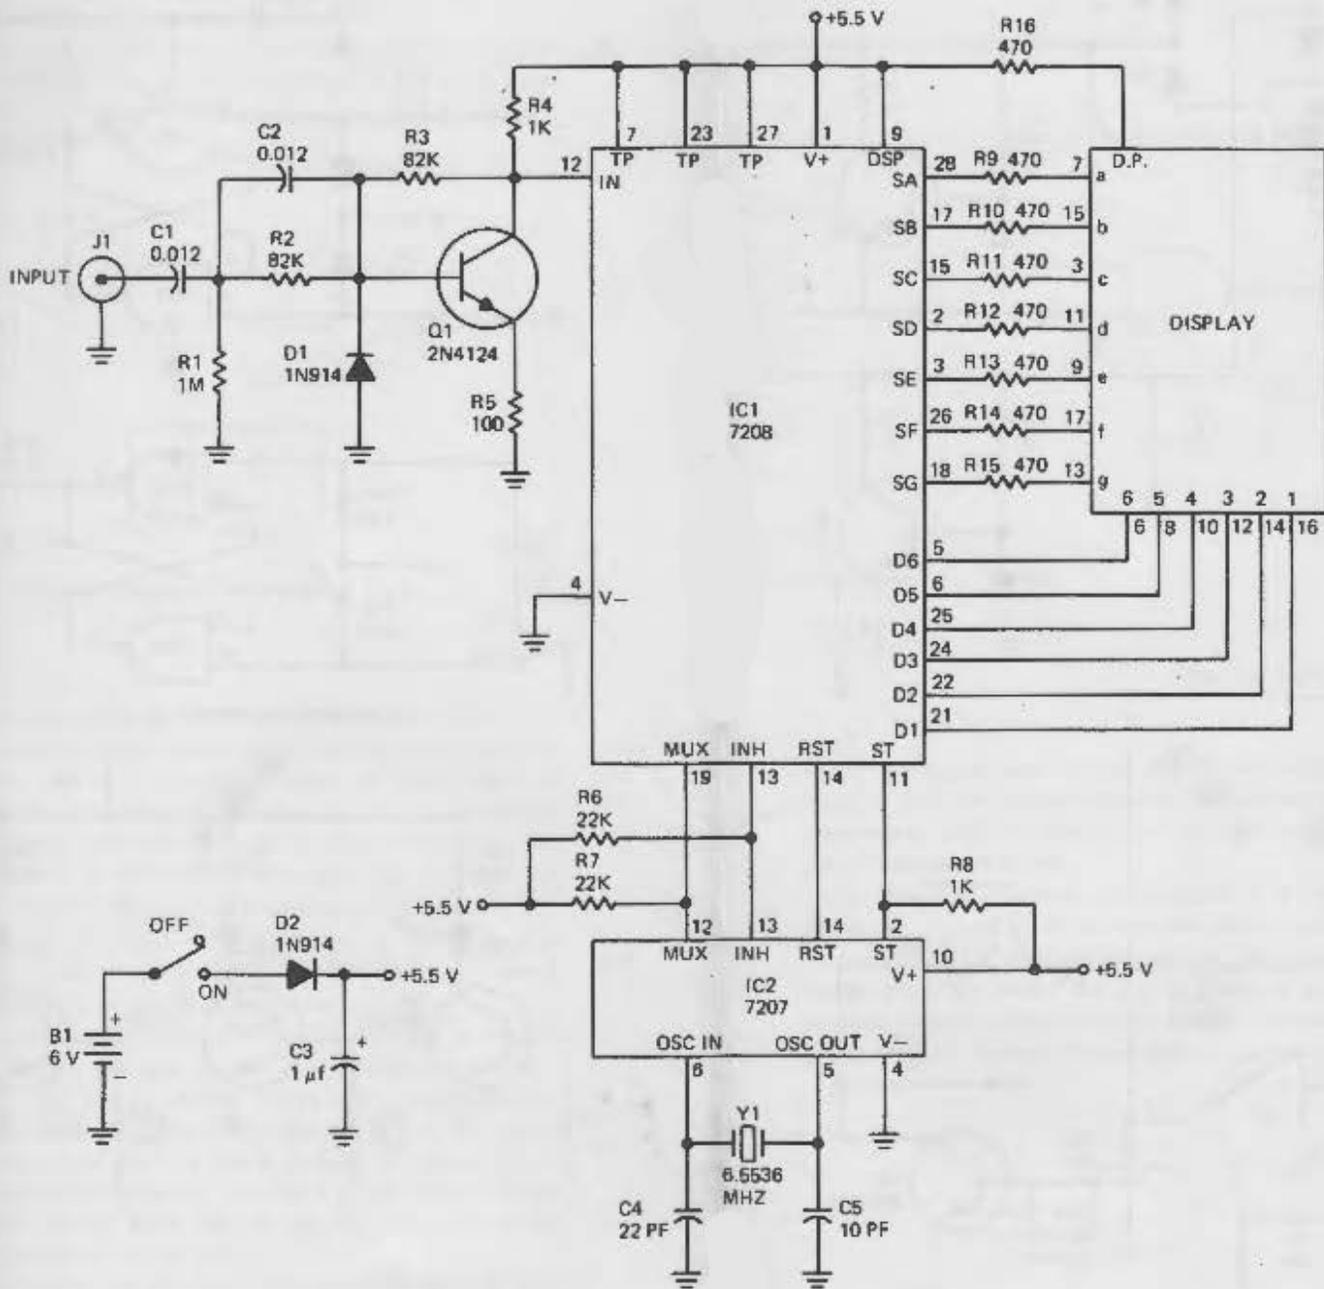 +5.5 V
R16
470
R4
1K
C2
0.012
R3
82K
7
23
27
1
9
TP
TP
TP
V+
DSP
D.P.
12
IN
28
R9 470
7
SA
a
J1
INPUT
C1
0.012
R2
82K
17
R10 470
15
SB
b
15
R11 470
3
SC
c
Q1
2N4124
2
R12 470
11
SD
d
DISPLAY
R1
1M
D1
1N914
3
R13 470
9
SE
e
R5
100
IC1
7208
26
R14 470
17
SF
f
18
R15 470
13
SG
g
6 5 4 3 2 1
6 8 10 12 14 16
4
V−
D6
5
D5
6
D4
25
D3
24
D2
22
D1
21
MUX INH RST ST
19 13 14 11
R6
22K
R7
22K
+5.5 V
R8
1K
12 13 14 2
MUX INH RST ST
V+
10
+5.5 V
IC2
7207
OFF
ON
D2
1N914
+5.5 V
B1
6 V
+
−
C3
1 µf
+
OSC IN OSC OUT V−
6 5 4
Y1
6.5536
MHZ
C4
22 PF
C5
10 PF